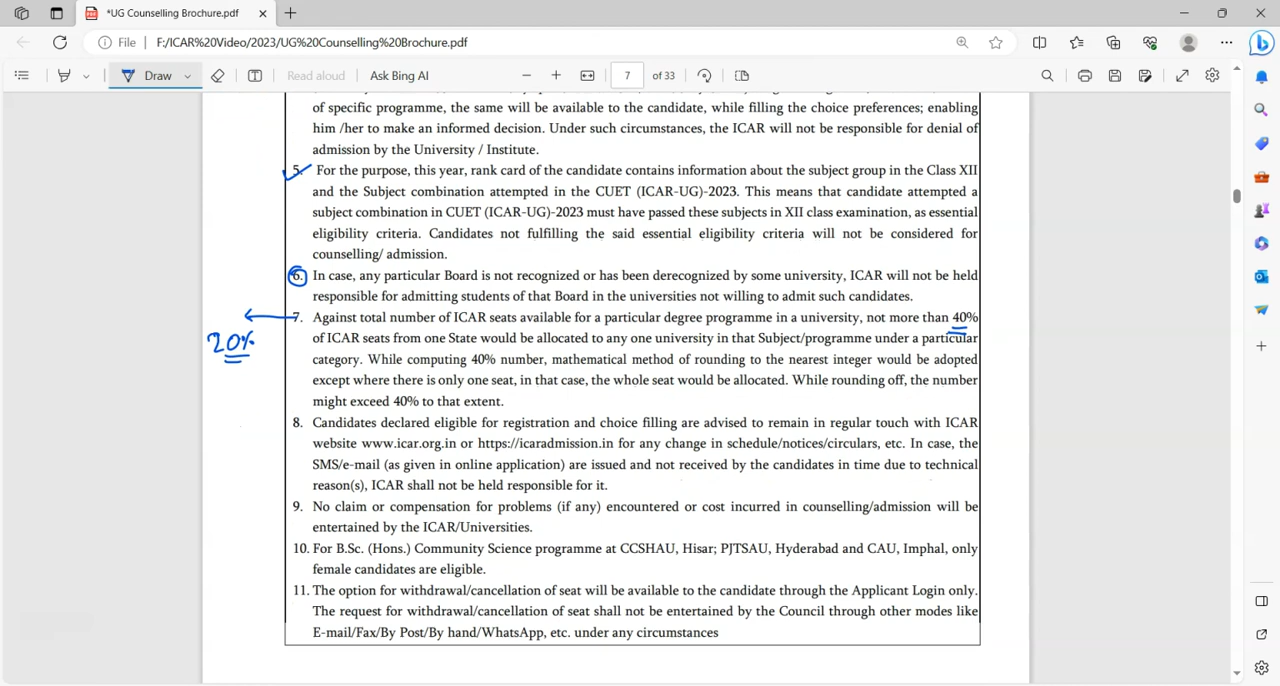 *UG Counselling Brochure.pdf
File F:/ICAR%20Video/2023/UG%20Counselling%20Brochure.pdf
Draw Read aloud Ask Bing AI 7 of 33
of specific programme, the same will be available to the candidate, while filling the choice preferences; enabling
him /her to make an informed decision. Under such circumstances, the ICAR will not be responsible for denial of
admission by the University / Institute.
5. For the purpose, this year, rank card of the candidate contains information about the subject group in the Class XII
and the Subject combination attempted in the CUET (ICAR-UG)-2023. This means that candidate attempted a
subject combination in CUET (ICAR-UG)-2023 must have passed these subjects in XII class examination, as essential
eligibility criteria. Candidates not fulfilling the said essential eligibility criteria will not be considered for
counselling/ admission.
6. In case, any particular Board is not recognized or has been derecognized by some university, ICAR will not be held
responsible for admitting students of that Board in the universities not willing to admit such candidates.
7. Against total number of ICAR seats available for a particular degree programme in a university, not more than 40%
20%
of ICAR seats from one State would be allocated to any one university in that Subject/programme under a particular
category. While computing 40% number, mathematical method of rounding to the nearest integer would be adopted
except where there is only one seat, in that case, the whole seat would be allocated. While rounding off, the number
might exceed 40% to that extent.
8. Candidates declared eligible for registration and choice filling are advised to remain in regular touch with ICAR
website www.icar.org.in or https://icaradmission.in for any change in schedule/notices/circulars, etc. In case, the
SMS/e-mail (as given in online application) are issued and not received by the candidates in time due to technical
reason(s), ICAR shall not be held responsible for it.
9. No claim or compensation for problems (if any) encountered or cost incurred in counselling/admission will be
entertained by the ICAR/Universities.
10. For B.Sc. (Hons.) Community Science programme at CCSHAU, Hisar; PJTSAU, Hyderabad and CAU, Imphal, only
female candidates are eligible.
11. The option for withdrawal/cancellation of seat will be available to the candidate through the Applicant Login only.
The request for withdrawal/cancellation of seat shall not be entertained by the Council through other modes like
E-mail/Fax/By Post/By hand/WhatsApp, etc. under any circumstances